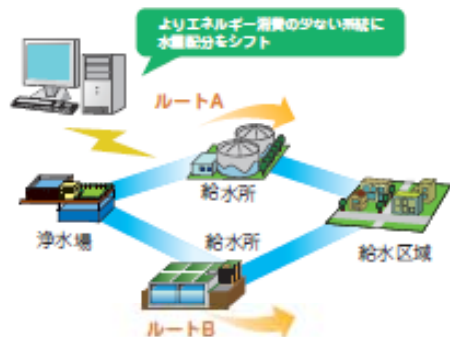 よりエネルギー消費の少ない系統に
水量配分をシフト
ルートA
給水所
浄水場
給水所
給水区域
ルートB